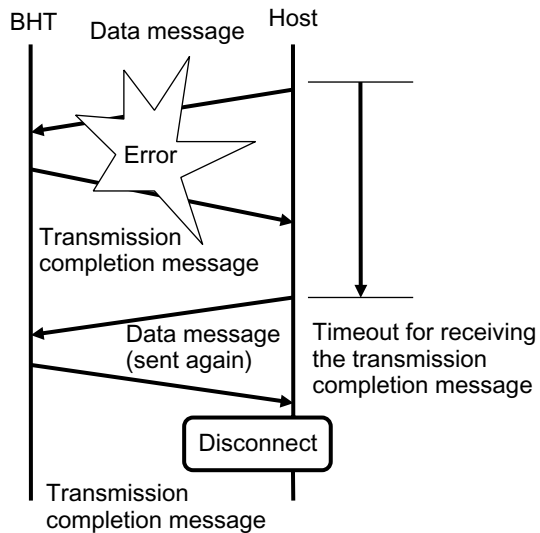 BHT
Data message
Host
Error
Transmission
completion message
Data message
(sent again)
Timeout for receiving
the transmission
completion message
Disconnect
Transmission
completion message